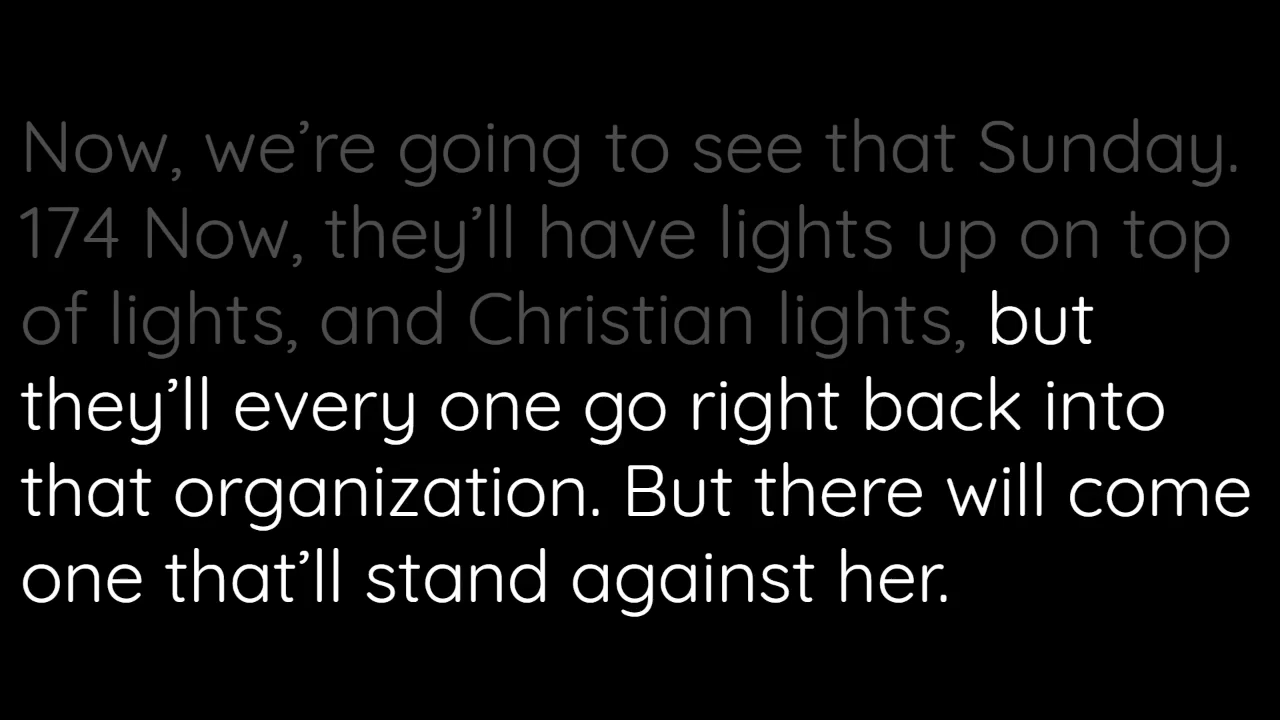 Now, we’re going to see that Sunday.
174 Now, they’ll have lights up on top
of lights, and Christian lights, but
they’ll every one go right back into
that organization. But there will come
one that’ll stand against her.